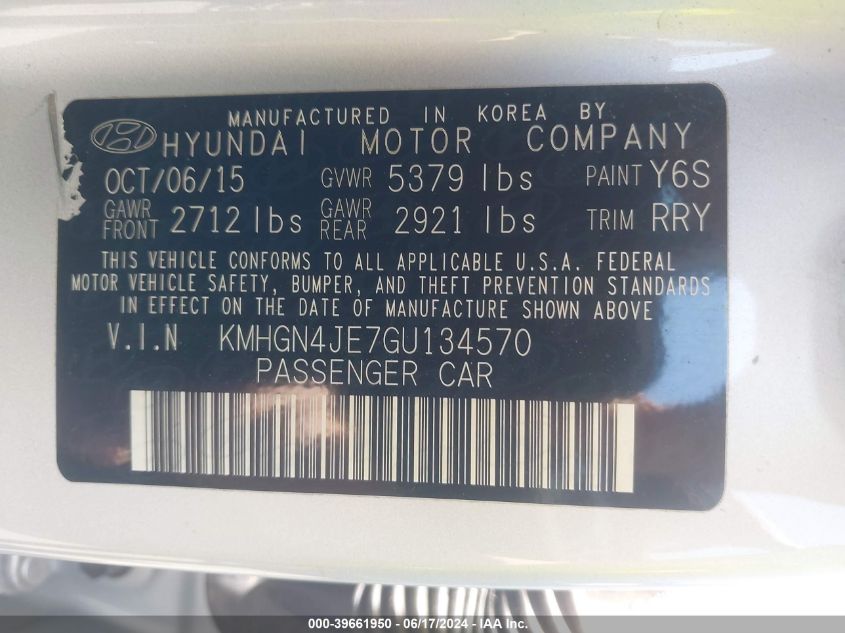 MANUFACTURED IN KOREA BY
HYUNDAI MOTOR COMPANY
OCT/06/15 GVWR 5379 lbs PAINT Y6S
GAWR FRONT 2712 lbs GAWR REAR 2921 lbs TRIM RRY
THIS VEHICLE CONFORMS TO ALL APPLICABLE U.S.A. FEDERAL
MOTOR VEHICLE SAFETY, BUMPER, AND THEFT PREVENTION STANDARDS
IN EFFECT ON THE DATE OF MANUFACTURE SHOWN ABOVE
V.I.N KMHGN4JE7GU134570
PASSENGER CAR
000-39661950 - 06/17/2024 - IAA Inc.